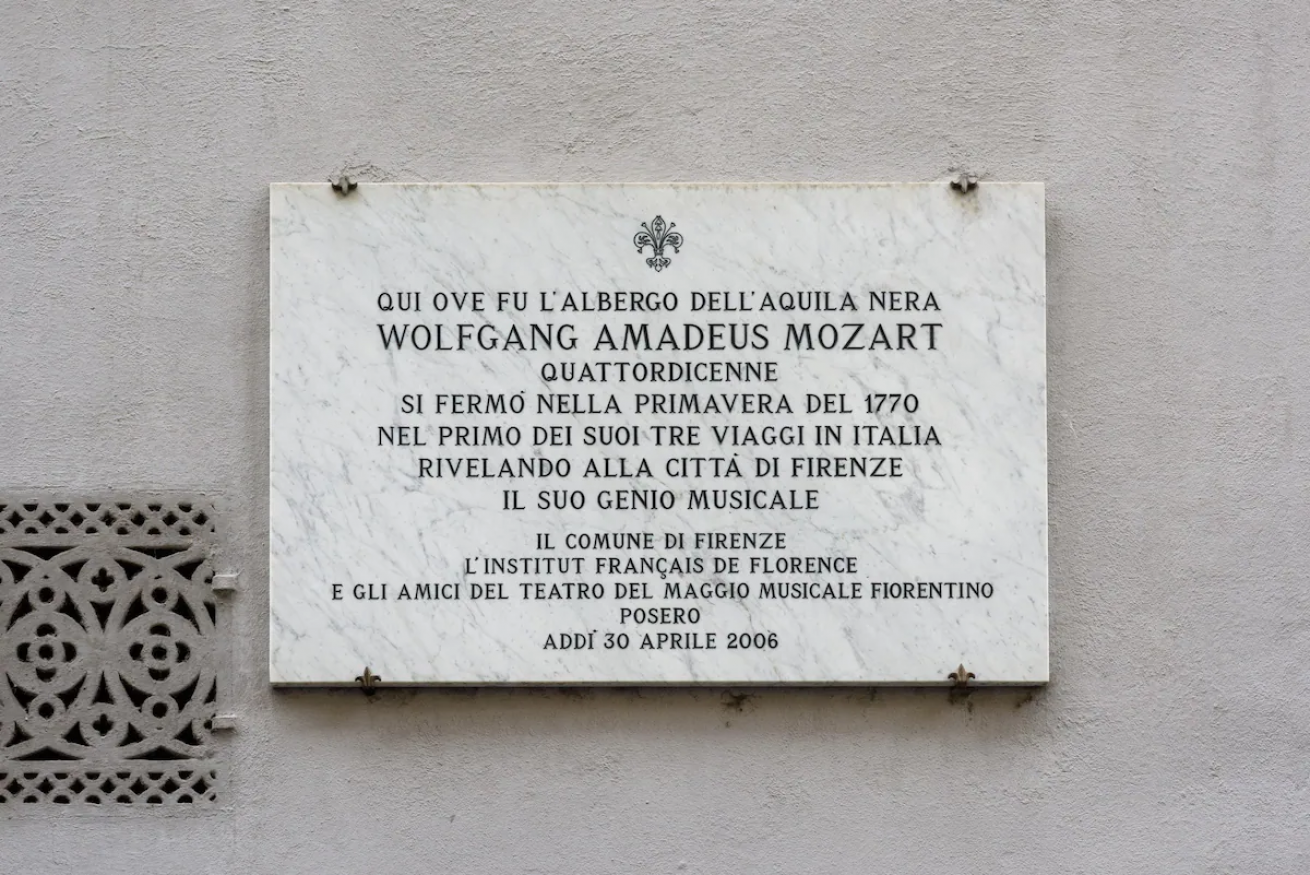 QUI OVE FU L'ALBERGO DELL'AQUILA NERA
WOLFGANG AMADEUS MOZART
QUATTORDICENNE
SI FERMÒ NELLA PRIMAVERA DEL 1770
NEL PRIMO DEI SUOI TRE VIAGGI IN ITALIA
RIVELANDO ALLA CITTÀ DI FIRENZE
IL SUO GENIO MUSICALE
IL COMUNE DI FIRENZE
L'INSTITUT FRANÇAIS DE FLORENCE
E GLI AMICI DEL TEATRO DEL MAGGIO MUSICALE FIORENTINO
POSERO
ADDÌ 30 APRILE 2006